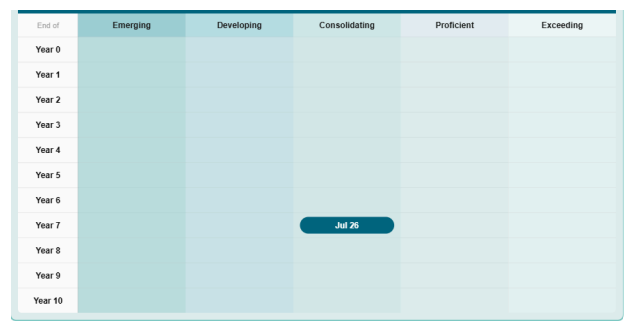 End of Emerging Developing Consolidating Proficient Exceeding
Year 0
Year 1
Year 2
Year 3
Year 4
Year 5
Year 6
Year 7 Jul 26
Year 8
Year 9
Year 10